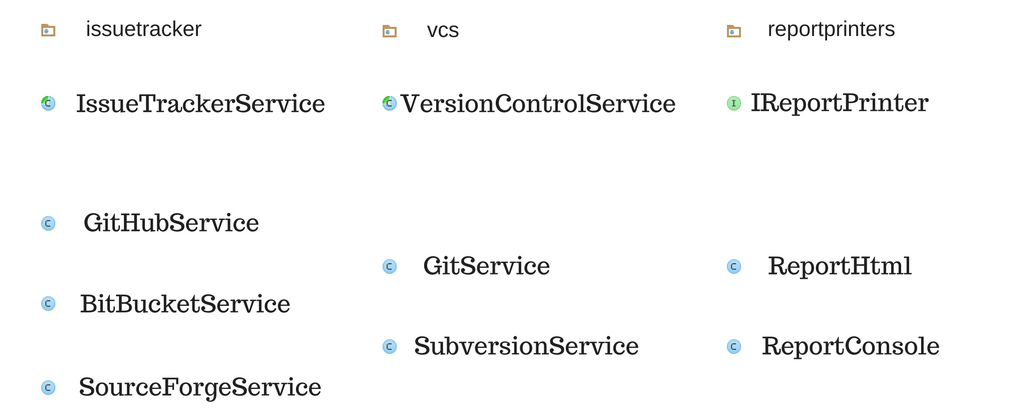 issuetracker
vcs
reportprinters
IssueTrackerService
VersionControlService
IReportPrinter
GitHubService
GitService
ReportHtml
BitBucketService
SubversionService
ReportConsole
SourceForgeService